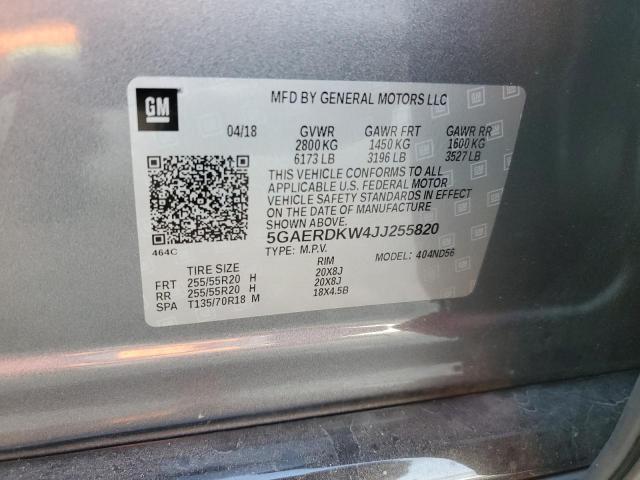 GM
MFD BY GENERAL MOTORS LLC
04/18 GVWR GAWR FRT GAWR RR
2800 KG 1450 KG 1600 KG
6173 LB 3196 LB 3527 LB
THIS VEHICLE CONFORMS TO ALL
APPLICABLE U.S. FEDERAL MOTOR
VEHICLE SAFETY STANDARDS IN EFFECT
ON THE DATE OF MANUFACTURE SHOWN
ABOVE.
5GAERDKW4JJ255820
464C
TYPE: M.P.V. MODEL: 404ND56
TIRE SIZE RIM
FRT 255/55R20 H 20X8J
RR 255/55R20 H 20X8J
SPA T135/70R18 M 18X4.5B